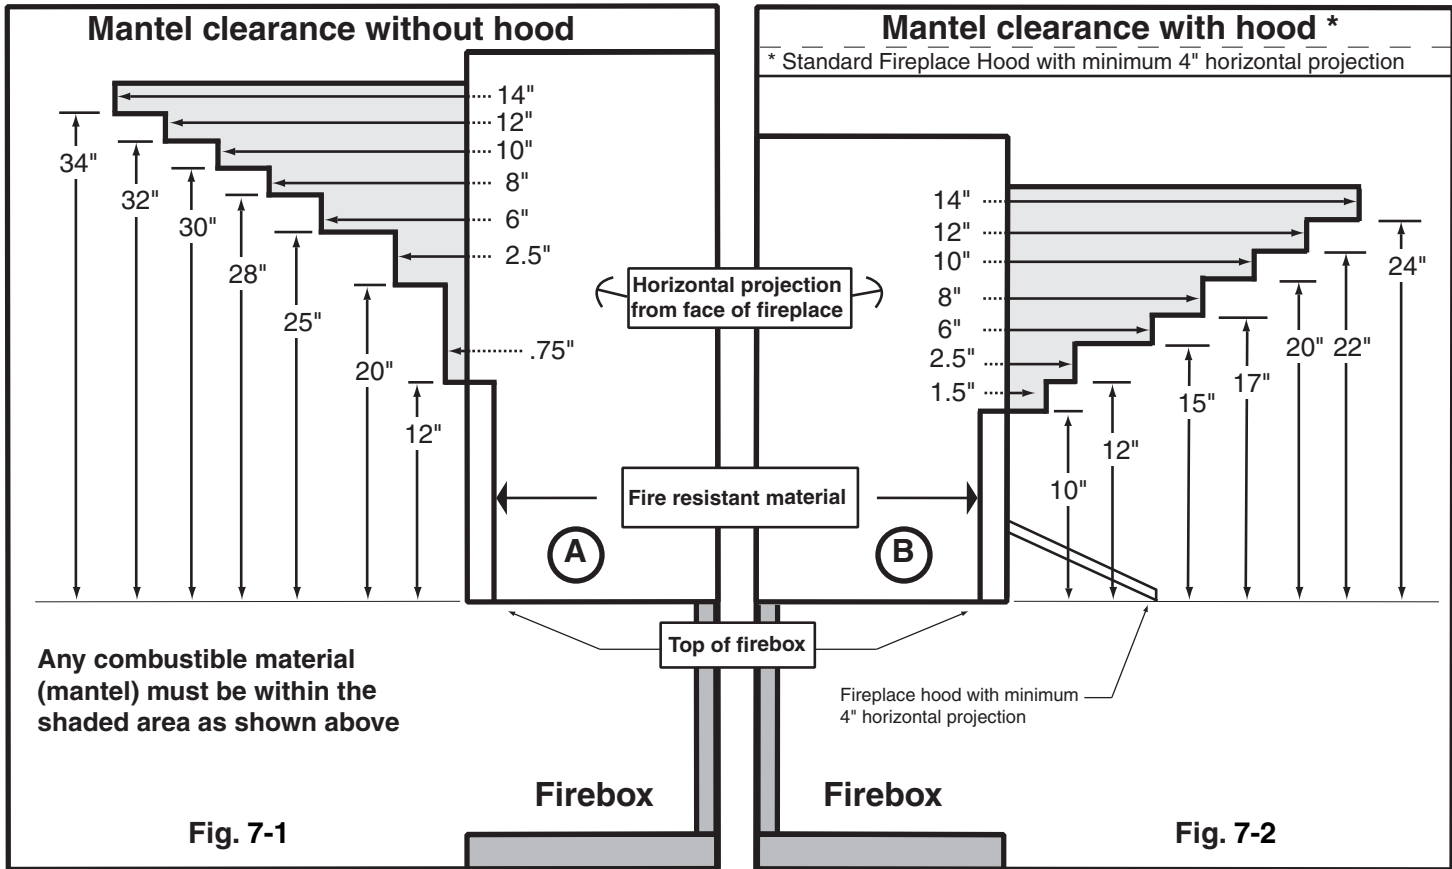 Mantel clearance without hood
14"
12"
10"
8"
6"
2.5"
.75"
34"
32"
30"
28"
25"
20"
12"
Horizontal projection
from face of fireplace
Fire resistant material
A
Top of firebox
Any combustible material
(mantel) must be within the
shaded area as shown above
Firebox
Fig. 7-1
Mantel clearance with hood *
* Standard Fireplace Hood with minimum 4" horizontal projection
14"
12"
10"
8"
6"
2.5"
1.5"
10"
12"
15"
17"
20"
22"
24"
B
Fireplace hood with minimum
4" horizontal projection
Firebox
Fig. 7-2